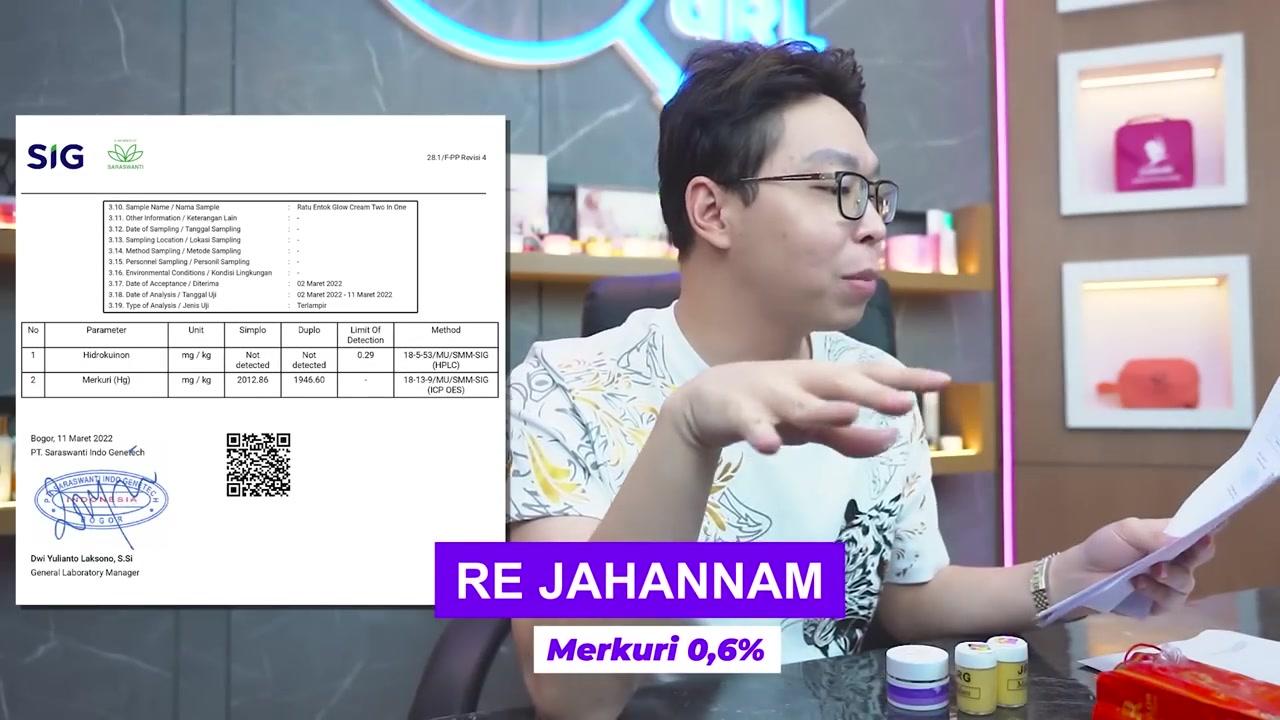 GRL
SIG
SARASWANTI
28.1/F-PP Revisi 4
3.10. Sample Name / Nama Sample : Ratu Entok Glow Cream Two In One
3.11. Other Information / Keterangan Lain : -
3.12. Date of Sampling / Tanggal Sampling : -
3.13. Sampling Location / Lokasi Sampling : -
3.14. Method Sampling / Metode Sampling : -
3.15. Personnel Sampling / Personil Sampling : -
3.16. Environmental Conditions / Kondisi Lingkungan : -
3.17. Date of Acceptance / Diterima : 02 Maret 2022
3.18. Date of Analysis / Tanggal Uji : 02 Maret 2022 - 11 Maret 2022
3.19. Type of Analysis / Jenis Uji : Terlampir
No Parameter Unit Simplo Duplo Limit Of Detection Method
1 Hidrokuinon mg / kg Not detected Not detected 0.29 18-5-53/MU/SMM-SIG (HPLC)
2 Merkuri (Hg) mg / kg 2012.86 1946.60 - 18-13-9/MU/SMM-SIG (ICP OES)
Bogor, 11 Maret 2022
PT. Saraswanti Indo Genetech
SARASWANTI INDO GENETECH
INDONESIA
BOGOR
Dwi Yulianto Laksono, S.Si
General Laboratory Manager
RE JAHANNAM
Merkuri 0,6%